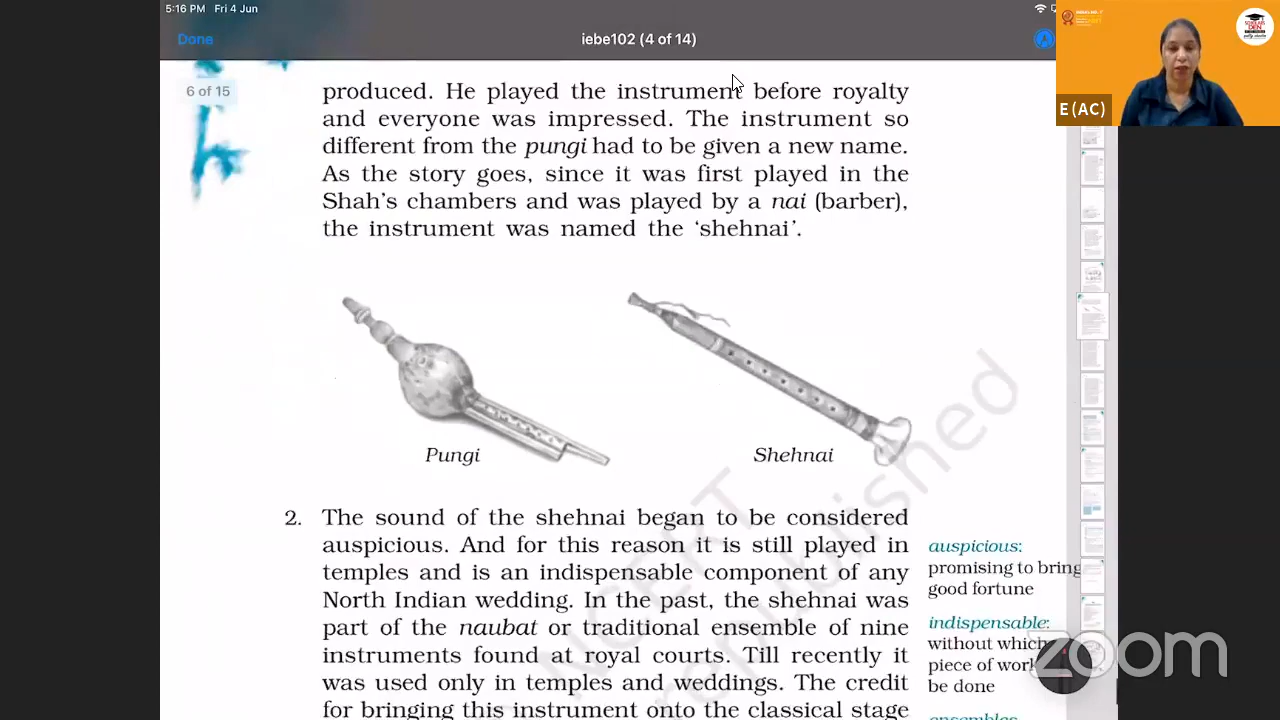 5:16 PM Fri 4 Jun
Done
iebe102 (4 of 14)
6 of 15
E (AC)
produced. He played the instrument before royalty
and everyone was impressed. The instrument so
different from the pungi had to be given a new name.
As the story goes, since it was first played in the
Shah's chambers and was played by a nai (barber),
the instrument was named the 'shehnai'.
Pungi
Shehnai
2. The sound of the shehnai began to be considered
auspicious. And for this reason it is still played in
temples and is an indispensable component of any
North Indian wedding. In the past, the shehnai was
part of the naubat or traditional ensemble of nine
instruments found at royal courts. Till recently it
was used only in temples and weddings. The credit
for bringing this instrument onto the classical stage
auspicious:
promising to bring
good fortune
indispensable:
without which
piece of work
be done
ensembles
NCERT
republished
zoom